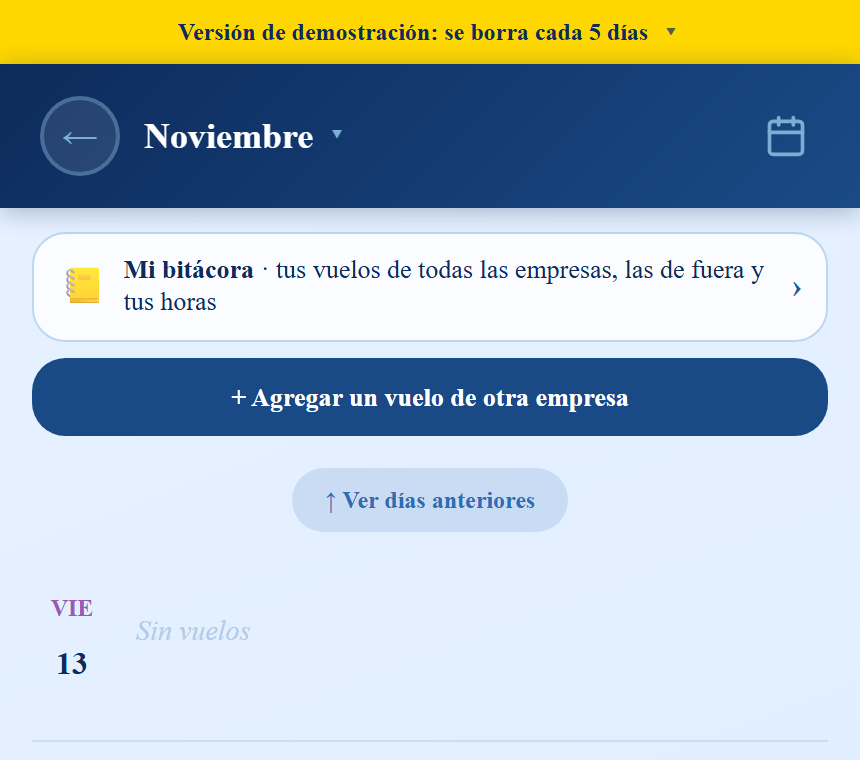 Versión de demostración: se borra cada 5 días ▼
← Noviembre ▼
Mi bitácora · tus vuelos de todas las empresas, las de fuera y
tus horas ›
+ Agregar un vuelo de otra empresa
↑ Ver días anteriores
VIE
Sin vuelos
13